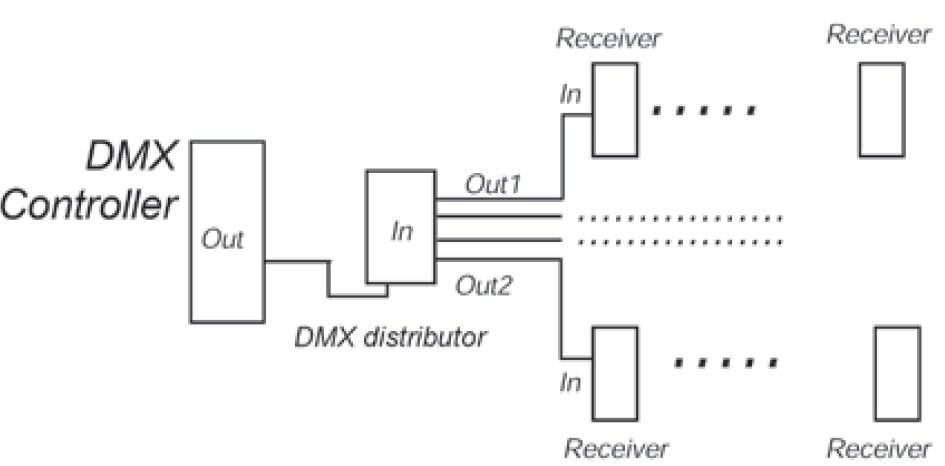 Receiver
Receiver
In
DMX
Controller
Out
In
Out1
Out2
DMX distributor
In
Receiver
Receiver